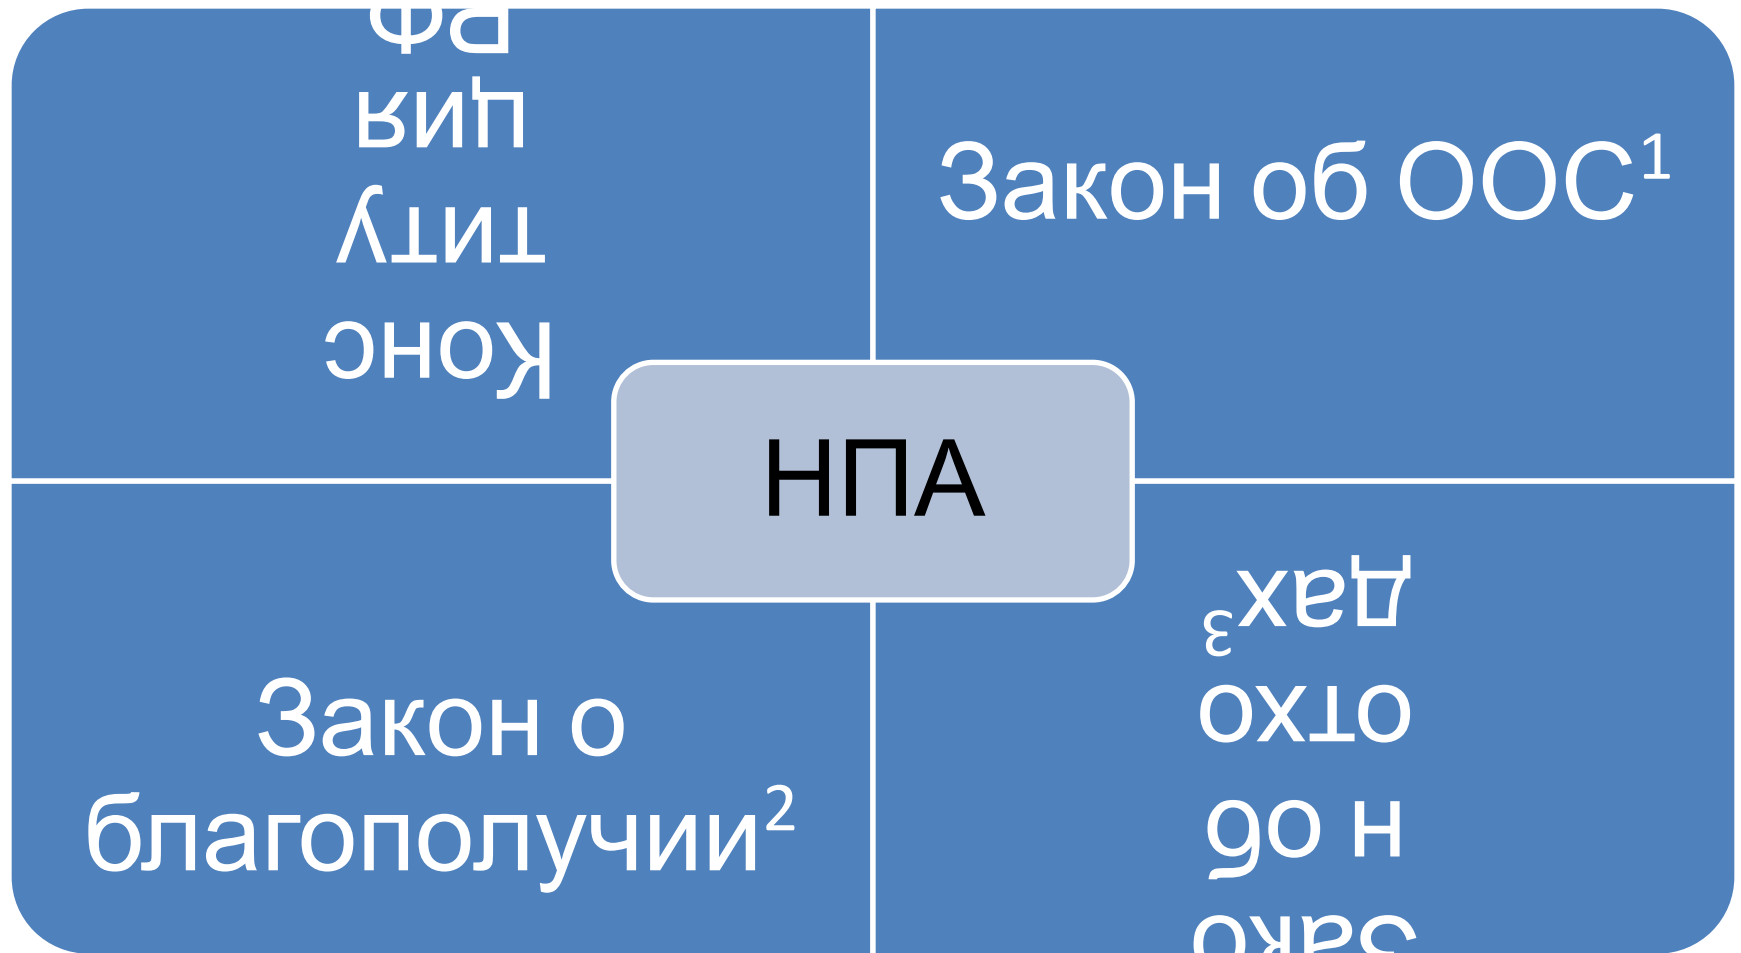 Конс
титу
ция
РФ
Закон об ООС¹
НПА
Закон о
благополучии²
Зако
н об
отхо
дах³